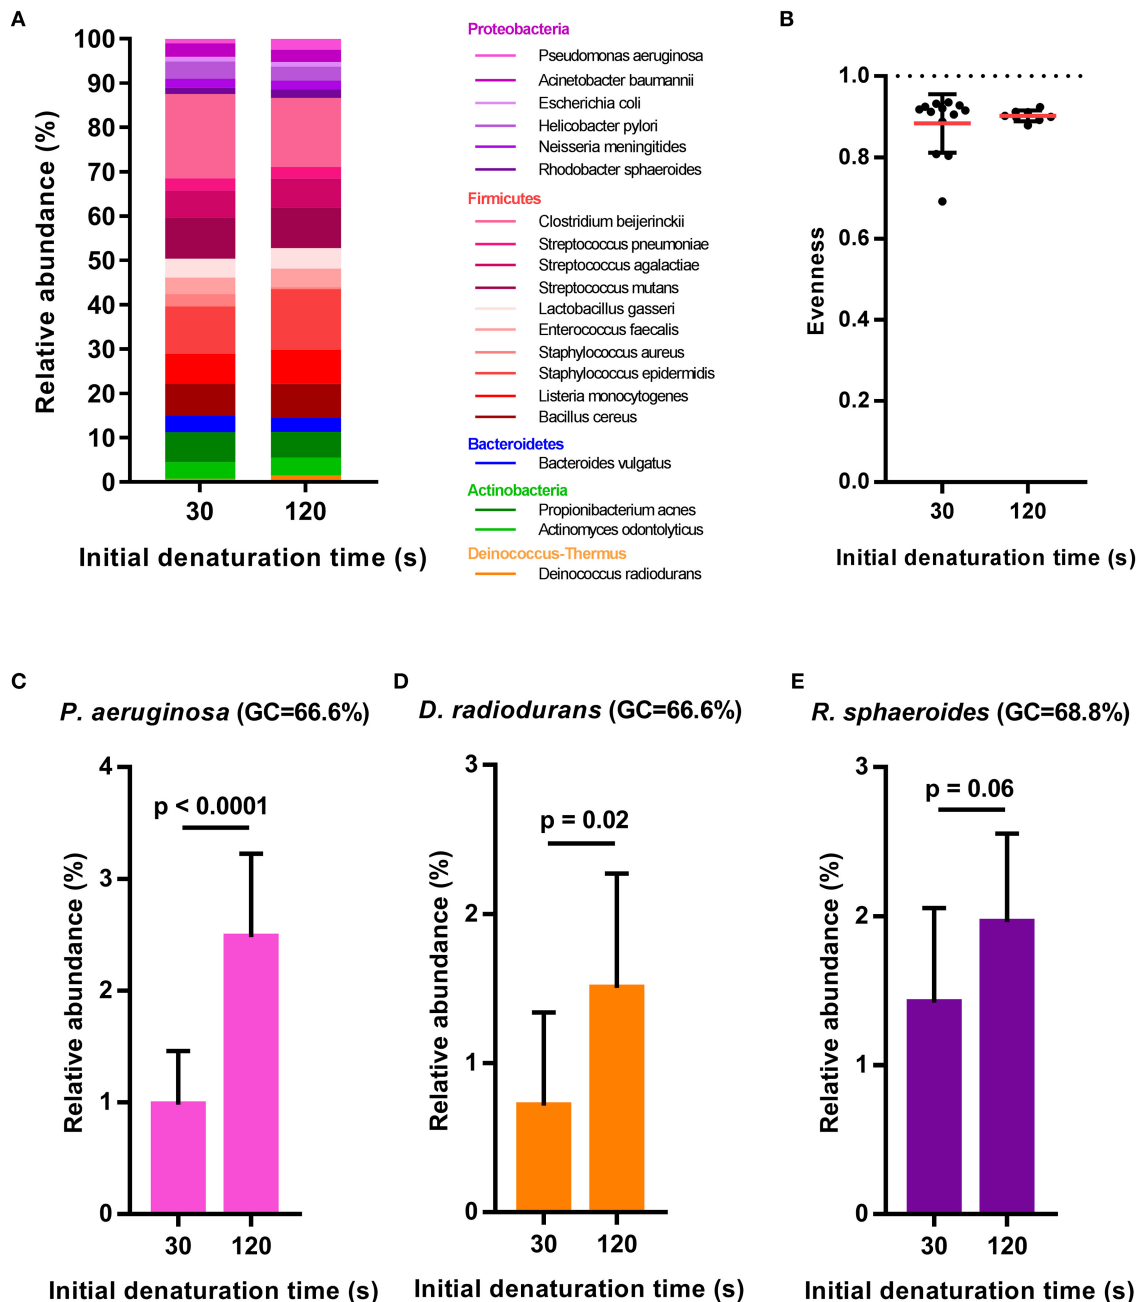 A
100
90
80
70
60
50
40
30
20
10
0
Relative abundance (%)
30 120
Initial denaturation time (s)
Proteobacteria
Pseudomonas aeruginosa
Acinetobacter baumannii
Escherichia coli
Helicobacter pylori
Neisseria meningitides
Rhodobacter sphaeroides
Firmicutes
Clostridium beijerinckii
Streptococcus pneumoniae
Streptococcus agalactiae
Streptococcus mutans
Lactobacillus gasseri
Enterococcus faecalis
Staphylococcus aureus
Staphylococcus epidermidis
Listeria monocytogenes
Bacillus cereus
Bacteroidetes
Bacteroides vulgatus
Actinobacteria
Propionibacterium acnes
Actinomyces odontolyticus
Deinococcus-Thermus
Deinococcus radiodurans
B
1.0
0.8
0.6
0.4
0.2
0.0
Evenness
30 120
Initial denaturation time (s)
C
P. aeruginosa (GC=66.6%)
4
3
2
1
0
p < 0.0001
Relative abundance (%)
30 120
Initial denaturation time (s)
D
D. radiodurans (GC=66.6%)
3
2
1
0
p = 0.02
Relative abundance (%)
30 120
Initial denaturation time (s)
E
R. sphaeroides (GC=68.8%)
3
2
1
0
p = 0.06
Relative abundance (%)
30 120
Initial denaturation time (s)